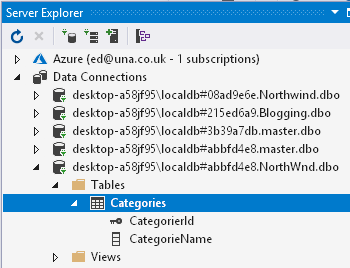 Server Explorer
Azure (ed@una.co.uk - 1 subscriptions)
Data Connections
desktop-a58jf95\localdb#08ad9e6e.Northwind.dbo
desktop-a58jf95\localdb#215ed6a9.Blogging.dbo
desktop-a58jf95\localdb#3b39a7db.master.dbo
desktop-a58jf95\localdb#abbfd4e8.master.dbo
desktop-a58jf95\localdb#abbfd4e8.NorthWnd.dbo
Tables
Categories
CategorierId
CategorieName
Views